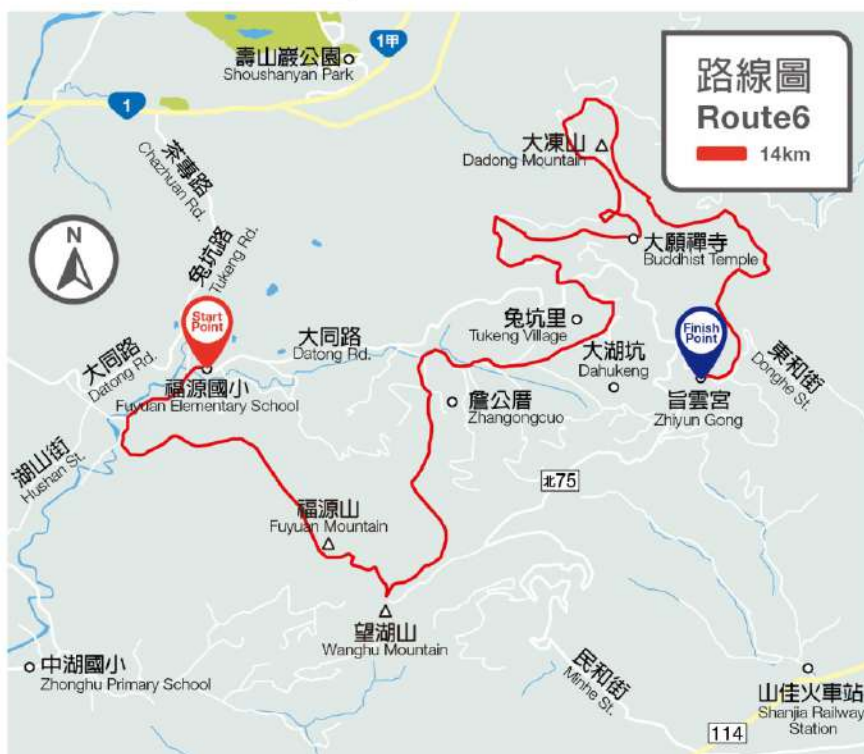 1甲
壽山巖公園
Shoushanyan Park
1
路線圖
Route6
14km
大凍山
Dadong Mountain
茶專路
Chazhuan Rd.
N
兔坑路
Tukeng Rd.
大願禪寺
Buddhist Temple
Start
Point
兔坑里
Tukeng Village
Finish
Point
大同路
Datong Rd.
大同路
Datong Rd.
大湖坑
Dahukeng
東和街
Donghe St.
福源國小
Fuyuan Elementary School
詹公厝
Zhangongcuo
旨雲宮
Zhiyun Gong
湖山街
Hushan St.
北75
福源山
Fuyuan Mountain
望湖山
Wanghu Mountain
中湖國小
Zhonghu Primary School
民和街
Minhe St.
山佳火車站
Shanjia Railway
Station
114